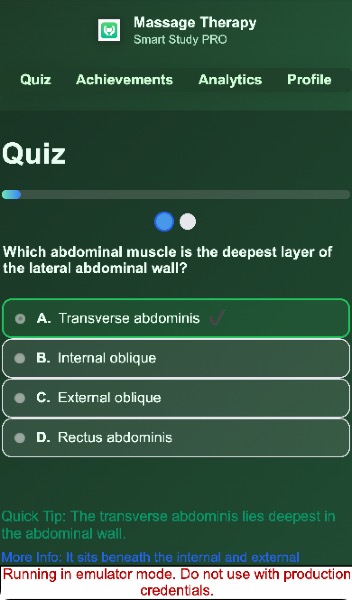 Massage Therapy
Smart Study PRO
Quiz Achievements Analytics Profile
Quiz
Which abdominal muscle is the deepest layer of
the lateral abdominal wall?
A. Transverse abdominis ✔
B. Internal oblique
C. External oblique
D. Rectus abdominis
Quick Tip: The transverse abdominis lies deepest in
the abdominal wall.
More Info: It sits beneath the internal and external
Running in emulator mode. Do not use with production
credentials.